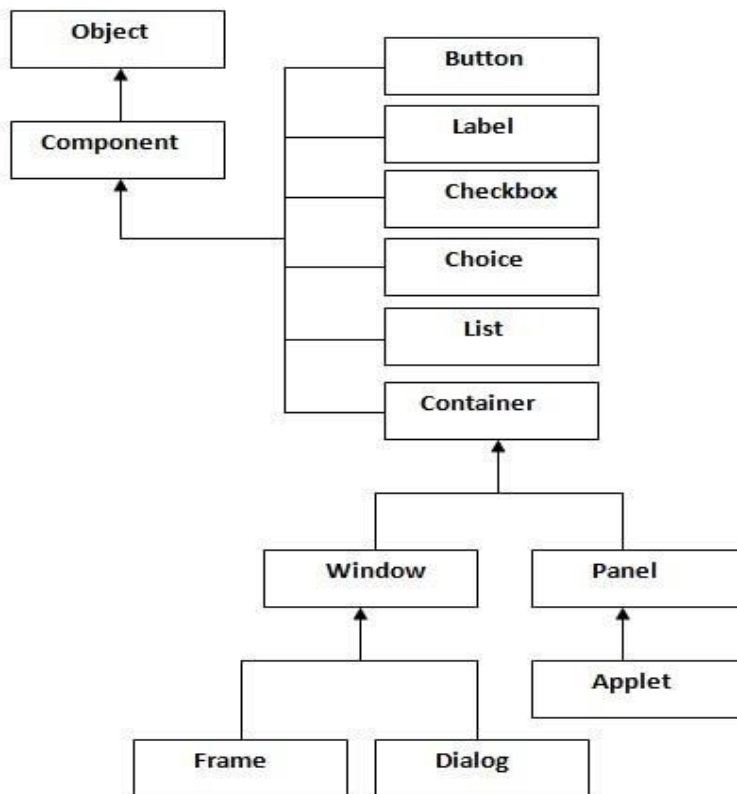 Object
Component
Button
Label
Checkbox
Choice
List
Container
Window
Panel
Applet
Frame
Dialog